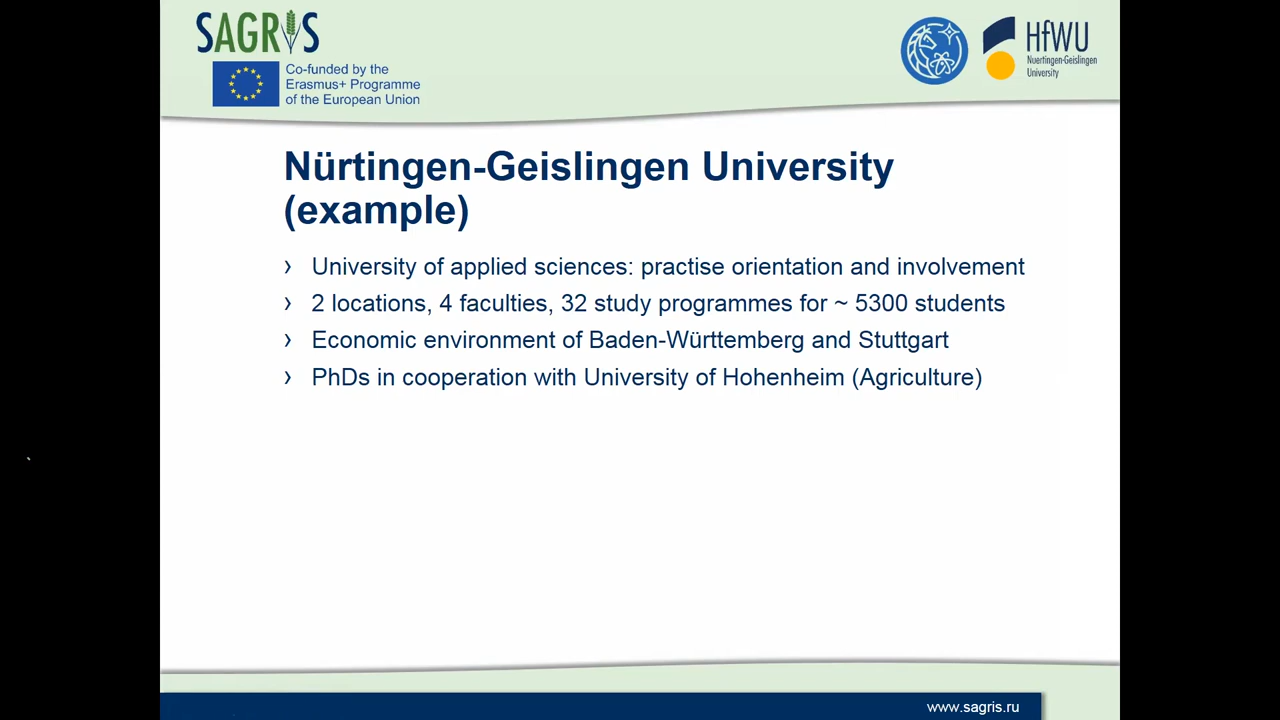 SAGRIS
Co-funded by the
Erasmus+ Programme
of the European Union
HfWU
Nuertingen-Geislingen
University
Nürtingen-Geislingen University
(example)
› University of applied sciences: practise orientation and involvement
› 2 locations, 4 faculties, 32 study programmes for ~ 5300 students
› Economic environment of Baden-Württemberg and Stuttgart
› PhDs in cooperation with University of Hohenheim (Agriculture)
www.sagris.ru